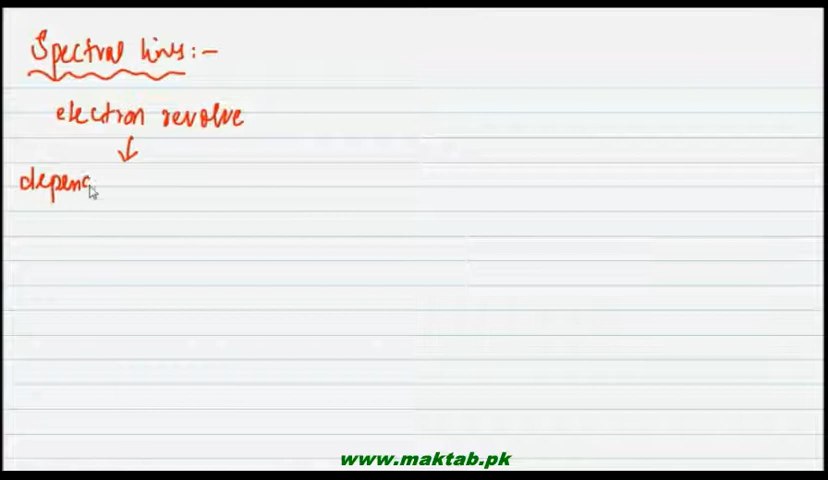 Spectral lines:-
electron revolve
depend
www.maktab.pk